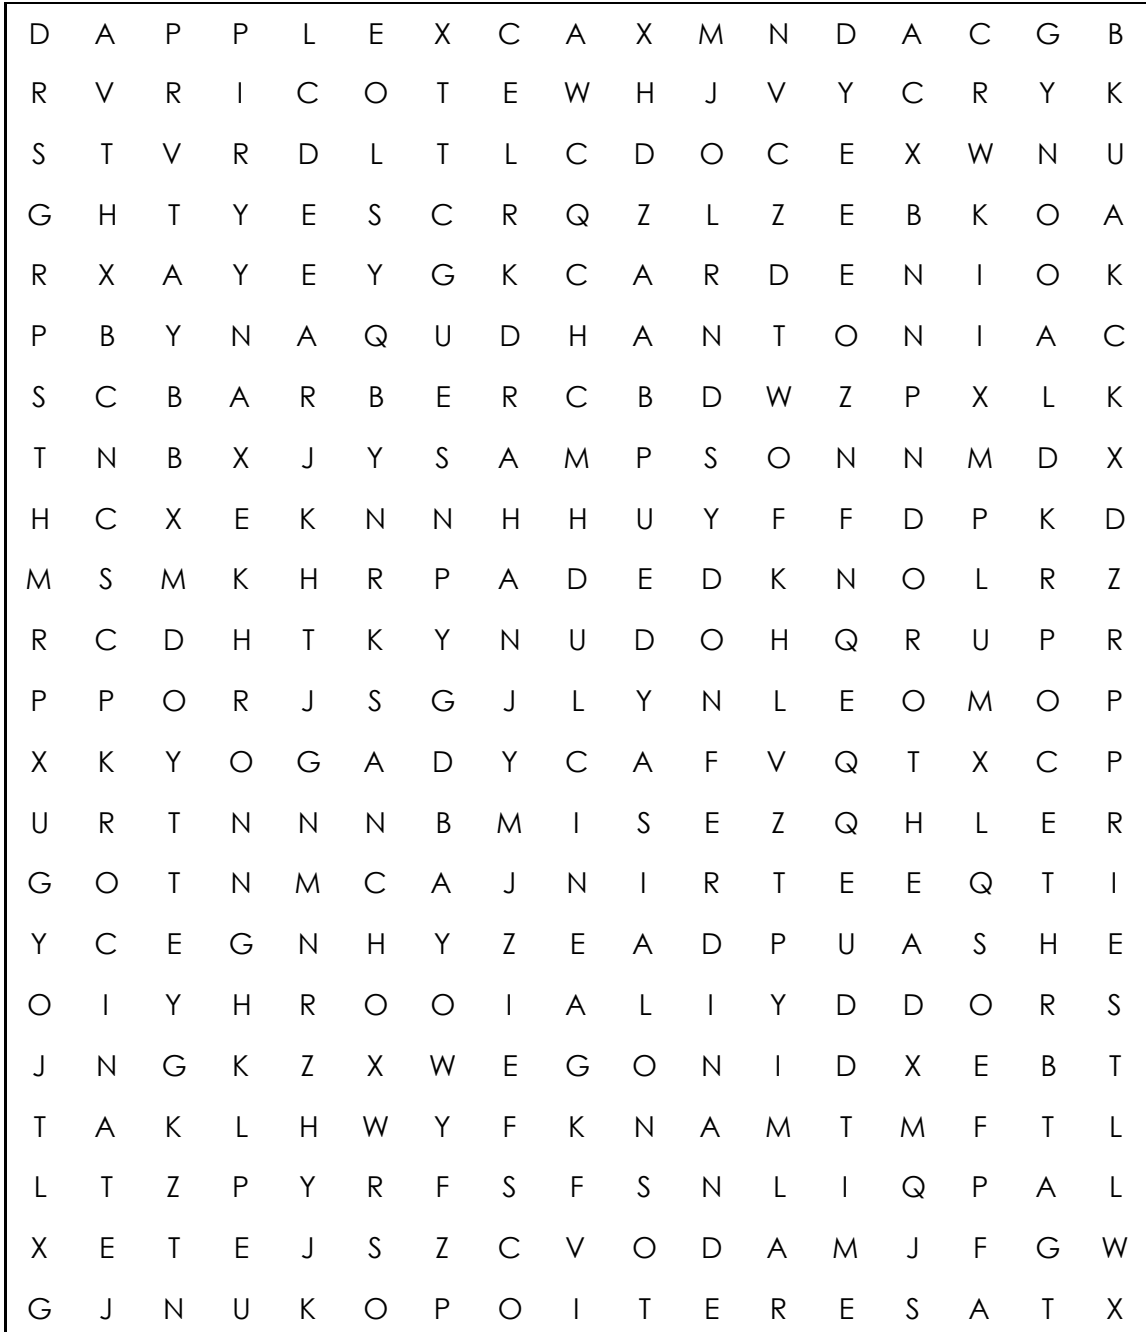 D A P P L E X C A X M N D A C G B
R V R I C O T E W H J V Y C R Y K
S T V R D L T L C D O C E X W N U
G H T Y E S C R Q Z L Z E B K O A
R X A Y E Y G K C A R D E N I O K
P B Y N A Q U D H A N T O N I A C
S C B A R B E R C B D W Z P X L K
T N B X J Y S A M P S O N N M D X
H C X E K N N H H U Y F F D P K D
M S M K H R P A D E D K N O L R Z
R C D H T K Y N U D O H Q R U P R
P P O R J S G J L Y N L E O M O P
X K Y O G A D Y C A F V Q T X C P
U R T N N N B M I S E Z Q H L E R
G O T N M C A J N I R T E E Q T I
Y C E G N H Y Z E A D P U A S H E
O I Y H R O O I A L I Y D D O R S
J N G K Z X W E G O N I D X E B T
T A K L H W Y F K N A M T M F T L
L T Z P Y R F S F S N L I Q P A L
X E T E J S Z C V O D A M J F G W
G J N U K O P O I T E R E S A T X